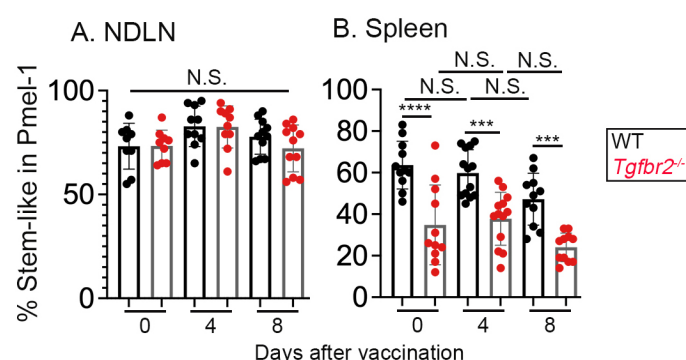 A. NDLN
B. Spleen
% Stem-like in Pmel-1
100
50
0
N.S.
0
4
8
100
80
60
40
20
0
N.S.
N.S.
N.S.
N.S.
****
***
***
0
4
8
Days after vaccination
WT
Tgfbr2-/-